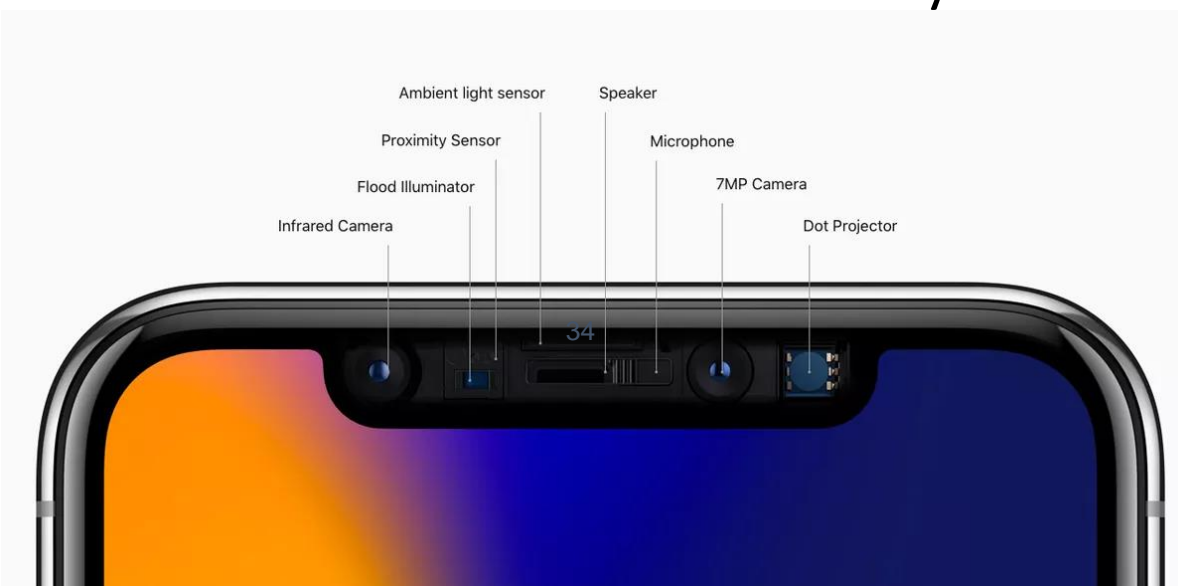 Ambient light sensor
Speaker
Proximity Sensor
Microphone
Flood Illuminator
7MP Camera
Infrared Camera
Dot Projector
34